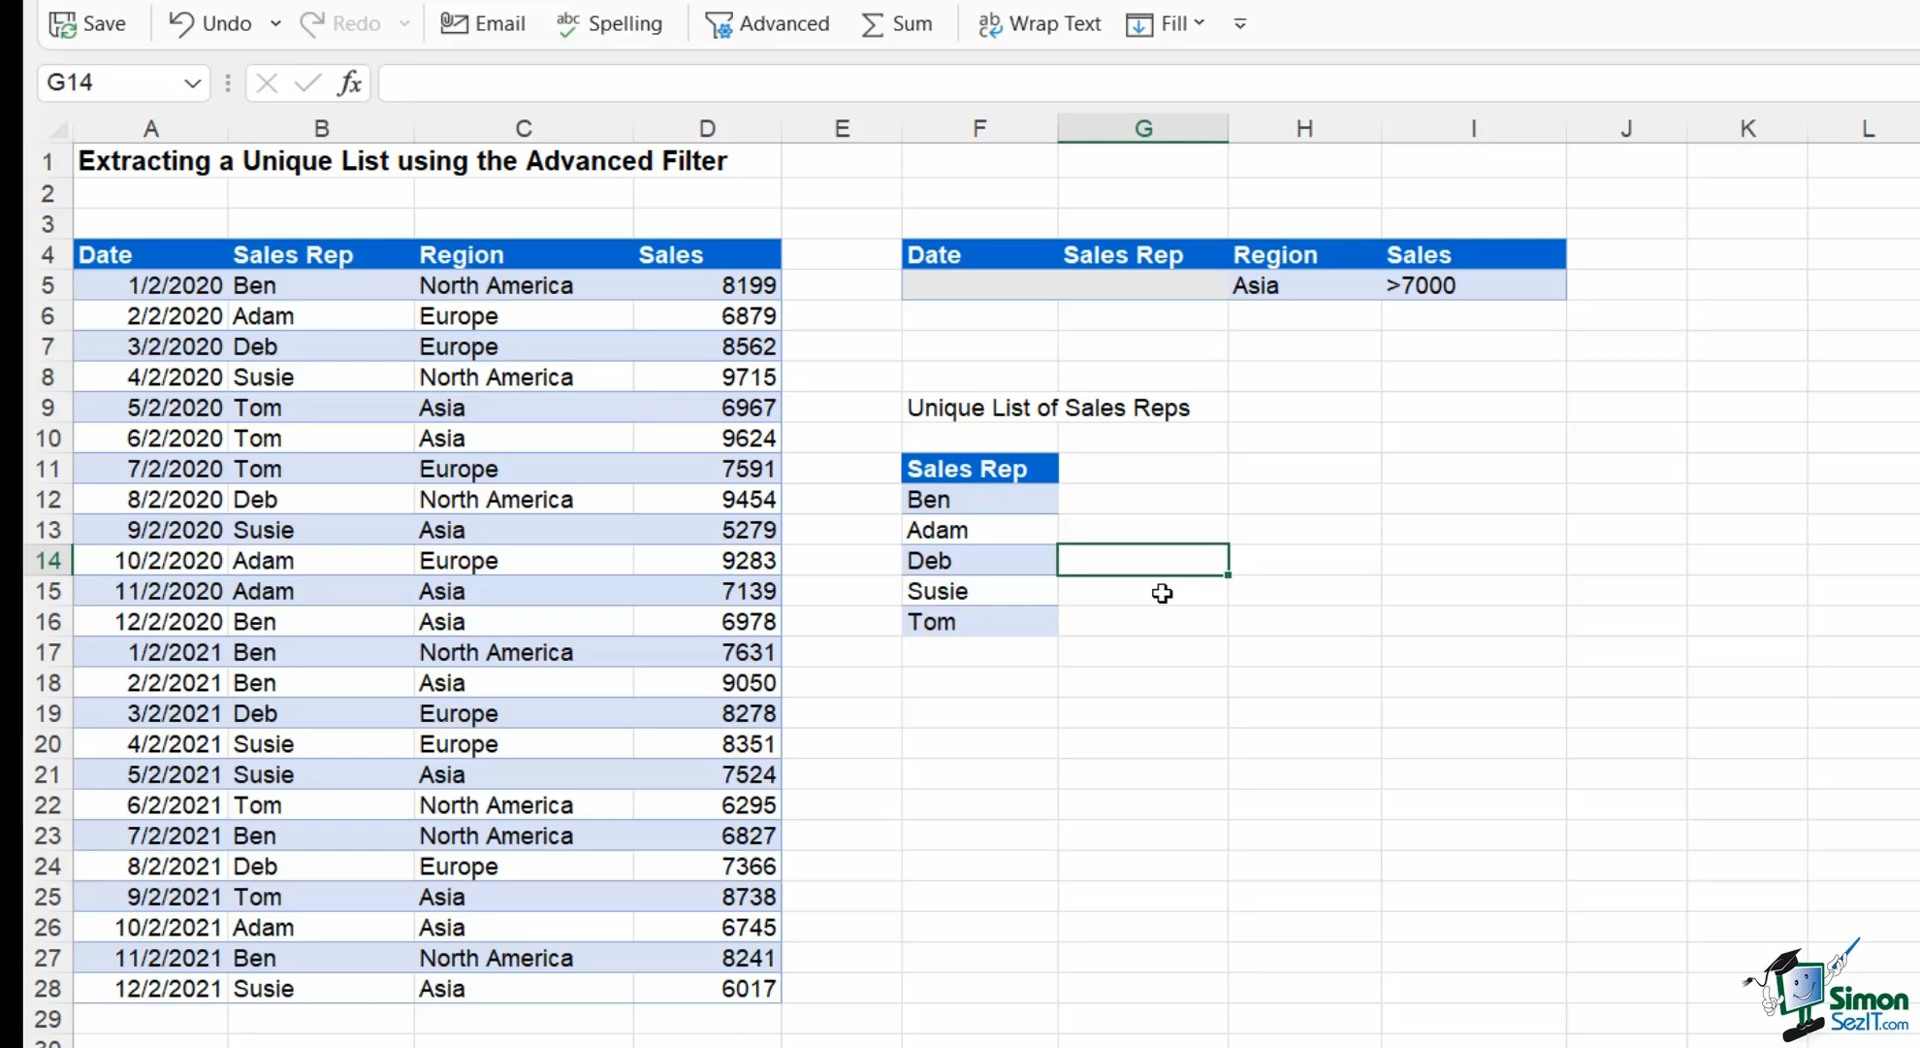 Save Undo Redo Email abc Spelling Advanced Sum ab c Wrap Text Fill
G14 fx
A B C D E F G H I J K L
1 Extracting a Unique List using the Advanced Filter
2
3
4 Date Sales Rep Region Sales Date Sales Rep Region Sales
5 1/2/2020 Ben North America 8199 Asia >7000
6 2/2/2020 Adam Europe 6879
7 3/2/2020 Deb Europe 8562
8 4/2/2020 Susie North America 9715
9 5/2/2020 Tom Asia 6967 Unique List of Sales Reps
10 6/2/2020 Tom Asia 9624
11 7/2/2020 Tom Europe 7591 Sales Rep
12 8/2/2020 Deb North America 9454 Ben
13 9/2/2020 Susie Asia 5279 Adam
14 10/2/2020 Adam Europe 9283 Deb
15 11/2/2020 Adam Asia 7139 Susie
16 12/2/2020 Ben Asia 6978 Tom
17 1/2/2021 Ben North America 7631
18 2/2/2021 Ben Asia 9050
19 3/2/2021 Deb Europe 8278
20 4/2/2021 Susie Europe 8351
21 5/2/2021 Susie Asia 7524
22 6/2/2021 Tom North America 6295
23 7/2/2021 Ben North America 6827
24 8/2/2021 Deb Europe 7366
25 9/2/2021 Tom Asia 8738
26 10/2/2021 Adam Asia 6745
27 11/2/2021 Ben North America 8241
28 12/2/2021 Susie Asia 6017
29
30
Simon
SezIT.com